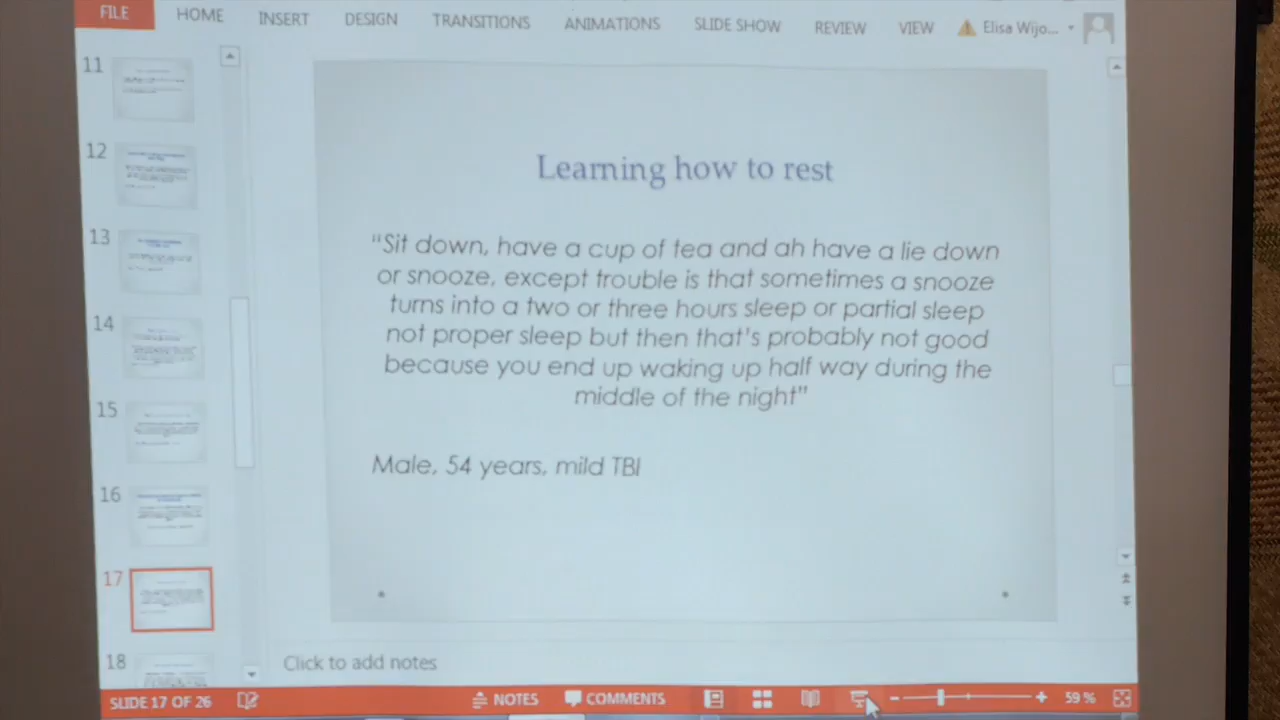 FILE HOME INSERT DESIGN TRANSITIONS ANIMATIONS SLIDE SHOW REVIEW VIEW Elisa Wijo...
11
12
13
14
15
16
17
18
Learning how to rest
"Sit down, have a cup of tea and ah have a lie down
or snooze, except trouble is that sometimes a snooze
turns into a two or three hours sleep or partial sleep
not proper sleep but then that's probably not good
because you end up waking up half way during the
middle of the night"
Male, 54 years, mild TBI
Click to add notes
SLIDE 17 OF 26 NOTES COMMENTS 59 %